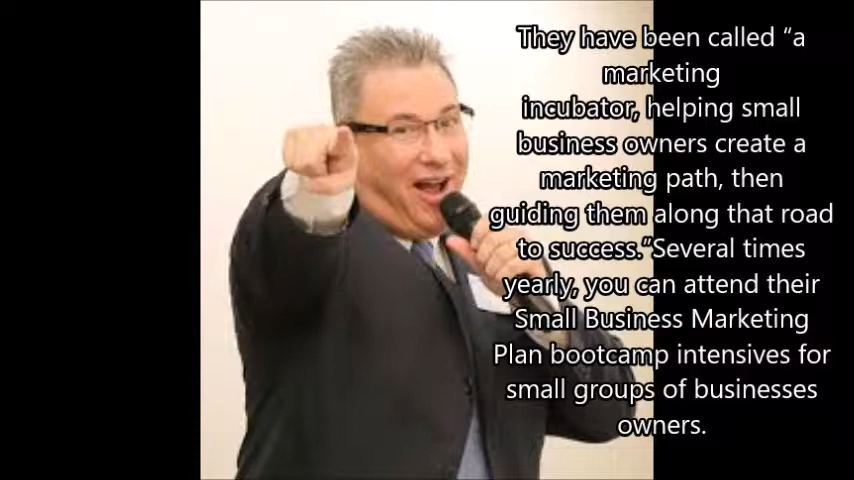 They have been called “a
marketing
incubator, helping small
business owners create a
marketing path, then
guiding them along that road
to success.”Several times
yearly, you can attend their
Small Business Marketing
Plan bootcamp intensives for
small groups of businesses
owners.